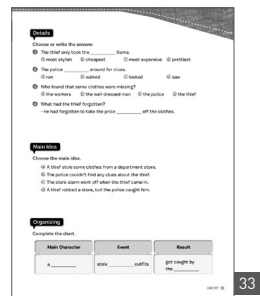 Details
Choose or write the answer.
1 The thief only took the ________ items.
ⓐ most stylish ⓑ cheapest ⓒ most expensive ⓓ prettiest
2 The police ________ around for clues.
ⓐ ran ⓑ walked ⓒ looked ⓓ saw
3 Who found that some clothes were missing?
ⓐ the workers ⓑ the well-dressed man ⓒ the police ⓓ the thief
4 What had the thief forgotten?
- He had forgotten to take the price ________ off the clothes.
Main Idea
Choose the main idea.
ⓐ A thief stole some clothes from a department store.
ⓑ The police couldn't find any clues about the thief.
ⓒ The store alarm went off when the thief came in.
ⓓ A thief robbed a store, but the police caught him.
Organizing
Complete the chart.
Main Character Event Result
a ________ stole ________ outfits got caught by
the ________
33